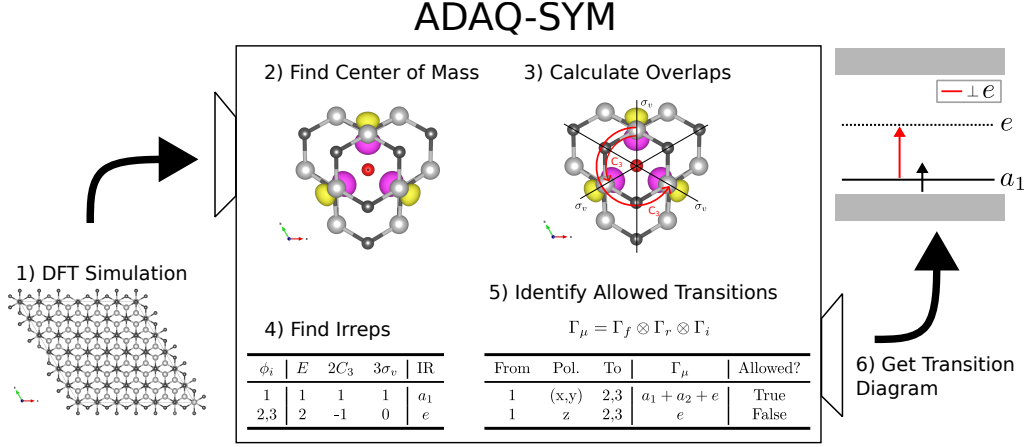 ADAQ-SYM
1) DFT Simulation
2) Find Center of Mass
3) Calculate Overlaps
σv
C3
σv
C3
σv
4) Find Irreps
ϕi E 2C3 3σv IR
1 1 1 1 a1
2,3 2 -1 0 e
5) Identify Allowed Transitions
Γμ = Γf ⊗ Γr ⊗ Γi
From Pol. To Γμ Allowed?
1 (x,y) 2,3 a1 + a2 + e True
1 z 2,3 e False
⊥ e
e
a1
6) Get Transition
Diagram